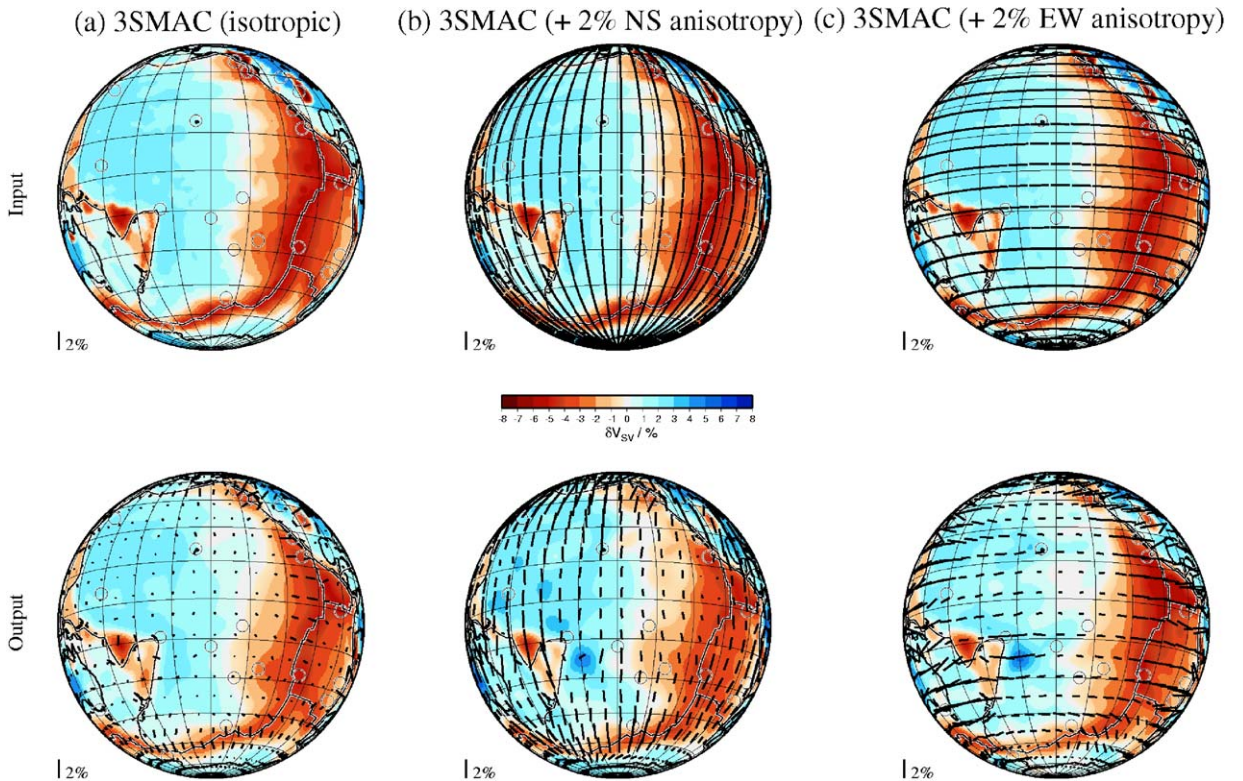 (a) 3SMAC (isotropic) (b) 3SMAC (+ 2% NS anisotropy) (c) 3SMAC (+ 2% EW anisotropy)
Input
2% 2% 2%
-8 -7 -6 -5 -4 -3 -2 -1 0 1 2 3 4 5 6 7 8
δV_SV / %
Output
2% 2% 2%